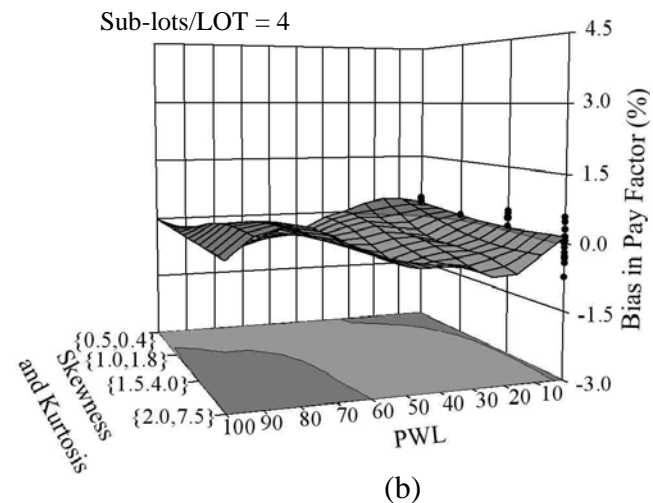 Sub-lots/LOT = 4
4.5
3.0
1.5
0.0
-1.5
-3.0
Bias in Pay Factor (%)
{0.5,0.4}
{1.0,1.8}
{1.5.4.0}
{2.0,7.5}
Skewness
and Kurtosis
100 90 80 70 60 50 40 30 20 10
PWL
(b)